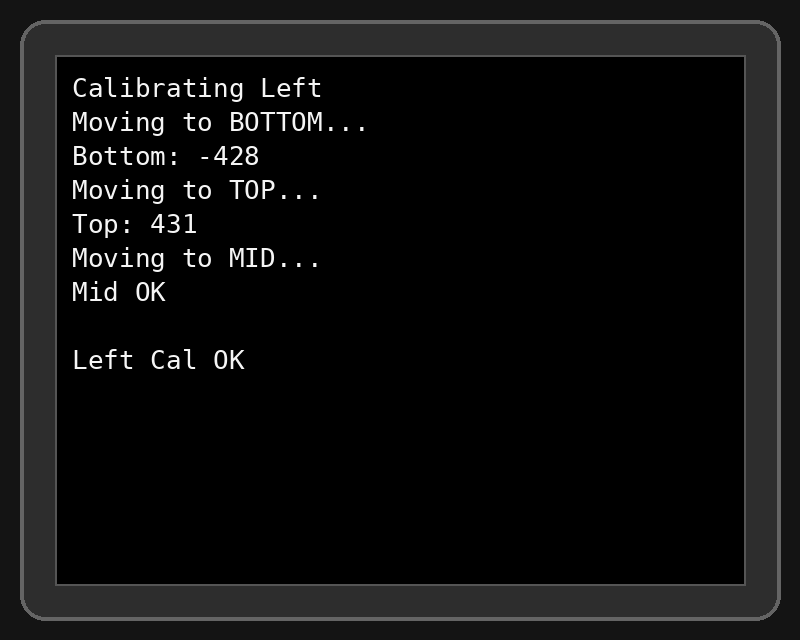 Calibrating Left
Moving to BOTTOM...
Bottom: -428
Moving to TOP...
Top: 431
Moving to MID...
Mid OK

Left Cal OK